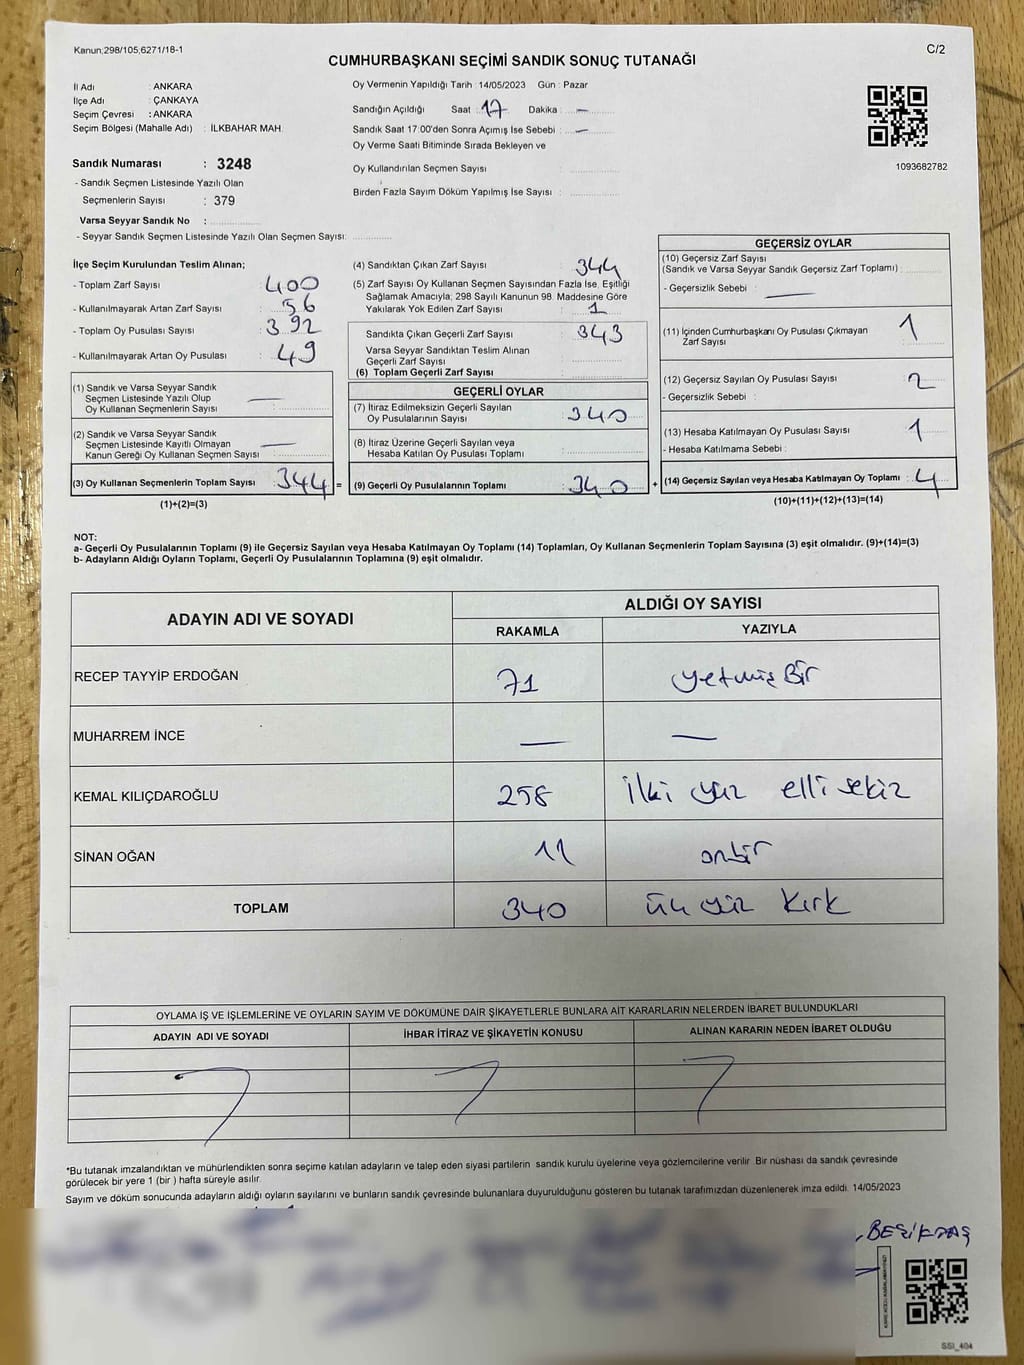 Kanun;298/105;6271/18-1
C/2
CUMHURBAŞKANI SEÇİMİ SANDIK SONUÇ TUTANAĞI
İl Adı : ANKARA
İlçe Adı : ÇANKAYA
Seçim Çevresi : ANKARA
Seçim Bölgesi (Mahalle Adı) : İLKBAHAR MAH.
Sandık Numarası : 3248
- Sandık Seçmen Listesinde Yazılı Olan
Seçmenlerin Sayısı : 379
Varsa Seyyar Sandık No :
- Seyyar Sandık Seçmen Listesinde Yazılı Olan Seçmen Sayısı:
Oy Vermenin Yapıldığı Tarih : 14/05/2023 Gün : Pazar
Sandığın Açıldığı Saat 17 Dakika : —
Sandık Saat 17:00'den Sonra Açımış İse Sebebi : —
Oy Verme Saati Bitiminde Sırada Bekleyen ve
Oy Kullandırılan Seçmen Sayısı :
Birden Fazla Sayım Döküm Yapılmış İse Sayısı :
1093682782
İlçe Seçim Kurulundan Teslim Alınan;
- Toplam Zarf Sayısı : 400
- Kullanılmayarak Artan Zarf Sayısı : 56
- Toplam Oy Pusulası Sayısı : 392
- Kullanılmayarak Artan Oy Pusulası : 49
(1) Sandık ve Varsa Seyyar Sandık
Seçmen Listesinde Yazılı Olup
Oy Kullanan Seçmenlerin Sayısı : —
(2) Sandık ve Varsa Seyyar Sandık
Seçmen Listesinde Kayıtlı Olmayan
Kanun Gereği Oy Kullanan Seçmen Sayısı : —
(3) Oy Kullanan Seçmenlerin Toplam Sayısı : 344 =
(1)+(2)=(3)
(4) Sandıktan Çıkan Zarf Sayısı : 344
(5) Zarf Sayısı Oy Kullanan Seçmen Sayısından Fazla İse, Eşitliği
Sağlamak Amacıyla; 298 Sayılı Kanunun 98. Maddesine Göre
Yakılarak Yok Edilen Zarf Sayısı : 1
Sandıkta Çıkan Geçerli Zarf Sayısı : 343
Varsa Seyyar Sandıktan Teslim Alınan
Geçerli Zarf Sayısı :
(6) Toplam Geçerli Zarf Sayısı :
GEÇERLİ OYLAR
(7) İtiraz Edilmeksizin Geçerli Sayılan
Oy Pusulalarının Sayısı : 340
(8) İtiraz Üzerine Geçerli Sayılan veya
Hesaba Katılan Oy Pusulası Toplamı :
(9) Geçerli Oy Pusulalarının Toplamı : 340 +
GEÇERSİZ OYLAR
(10) Geçersiz Zarf Sayısı
(Sandık ve Varsa Seyyar Sandık Geçersiz Zarf Toplamı) :
- Geçersizlik Sebebi : —
(11) İçinden Cumhurbaşkanı Oy Pusulası Çıkmayan
Zarf Sayısı : 1
(12) Geçersiz Sayılan Oy Pusulası Sayısı : 2
- Geçersizlik Sebebi :
(13) Hesaba Katılmayan Oy Pusulası Sayısı : 1
- Hesaba Katılmama Sebebi :
(14) Geçersiz Sayılan veya Hesaba Katılmayan Oy Toplamı : 4
(10)+(11)+(12)+(13)=(14)
NOT:
a- Geçerli Oy Pusulalarının Toplamı (9) ile Geçersiz Sayılan veya Hesaba Katılmayan Oy Toplamı (14) Toplamları, Oy Kullanan Seçmenlerin Toplam Sayısına (3) eşit olmalıdır. (9)+(14)=(3)
b- Adayların Aldığı Oyların Toplamı, Geçerli Oy Pusulalarının Toplamına (9) eşit olmalıdır.
ADAYIN ADI VE SOYADI
ALDIĞI OY SAYISI
RAKAMLA YAZIYLA
RECEP TAYYİP ERDOĞAN 71 yetmiş Bir
MUHARREM İNCE — —
KEMAL KILIÇDAROĞLU 258 iki yüz elli sekiz
SİNAN OĞAN 11 onbir
TOPLAM 340 üç yüz kırk
OYLAMA İŞ VE İŞLEMLERİNE VE OYLARIN SAYIM VE DÖKÜMÜNE DAİR ŞİKAYETLERLE BUNLARA AİT KARARLARIN NELERDEN İBARET BULUNDUKLARI
ADAYIN ADI VE SOYADI İHBAR İTİRAZ VE ŞİKAYETİN KONUSU ALINAN KARARIN NEDEN İBARET OLDUĞU
*Bu tutanak imzalandıktan ve mühürlendikten sonra seçime katılan adayların ve talep eden siyasi partilerin sandık kurulu üyelerine veya gözlemcilerine verilir. Bir nüshası da sandık çevresinde
görülecek bir yere 1 (bir ) hafta süreyle asılır.
Sayım ve döküm sonucunda adayların aldığı oyların sayılarını ve bunların sandık çevresinde bulunanlara duyurulduğunu gösteren bu tutanak tarafımızdan düzenlenerek imza edildi. 14/05/2023
BEŞİKTAŞ
SSI_404